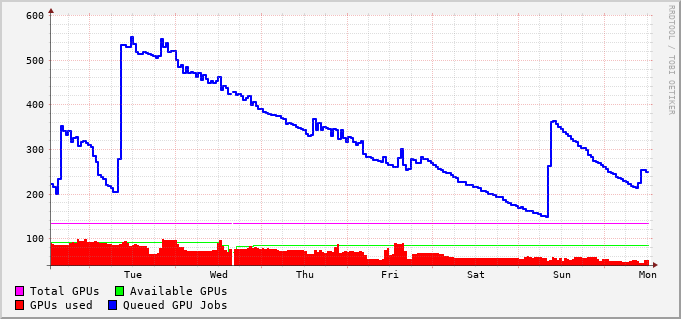 600
500
400
300
200
100
Tue Wed Thu Fri Sat Sun Mon
Total GPUs Available GPUs
GPUs used Queued GPU Jobs
RRDTOOL / TOBI OETIKER